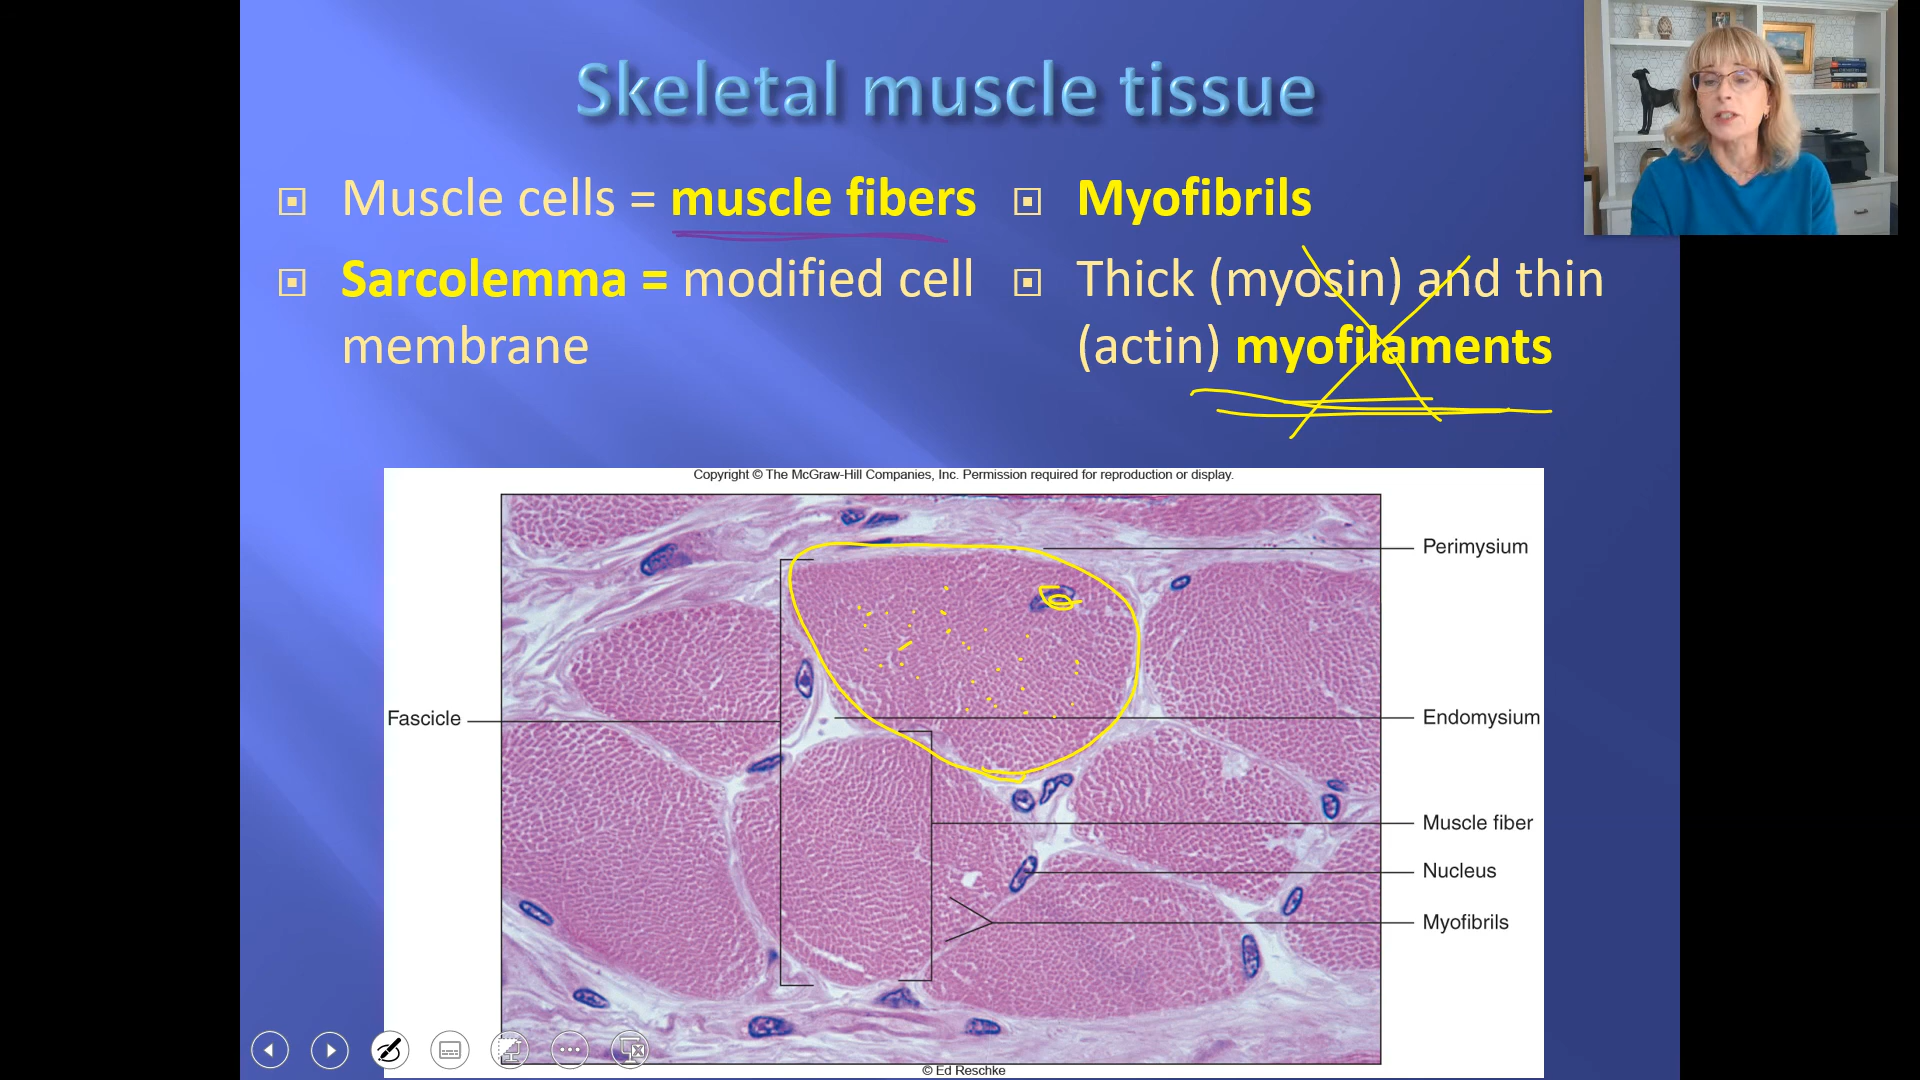 Skeletal muscle tissue
Muscle cells = muscle fibers
Sarcolemma = modified cell
membrane
Myofibrils
Thick (myosin) and thin
(actin) myofilaments
Copyright © The McGraw-Hill Companies, Inc. Permission required for reproduction or display.
Perimysium
Fascicle
Endomysium
Muscle fiber
Nucleus
Myofibrils
© Ed Reschke